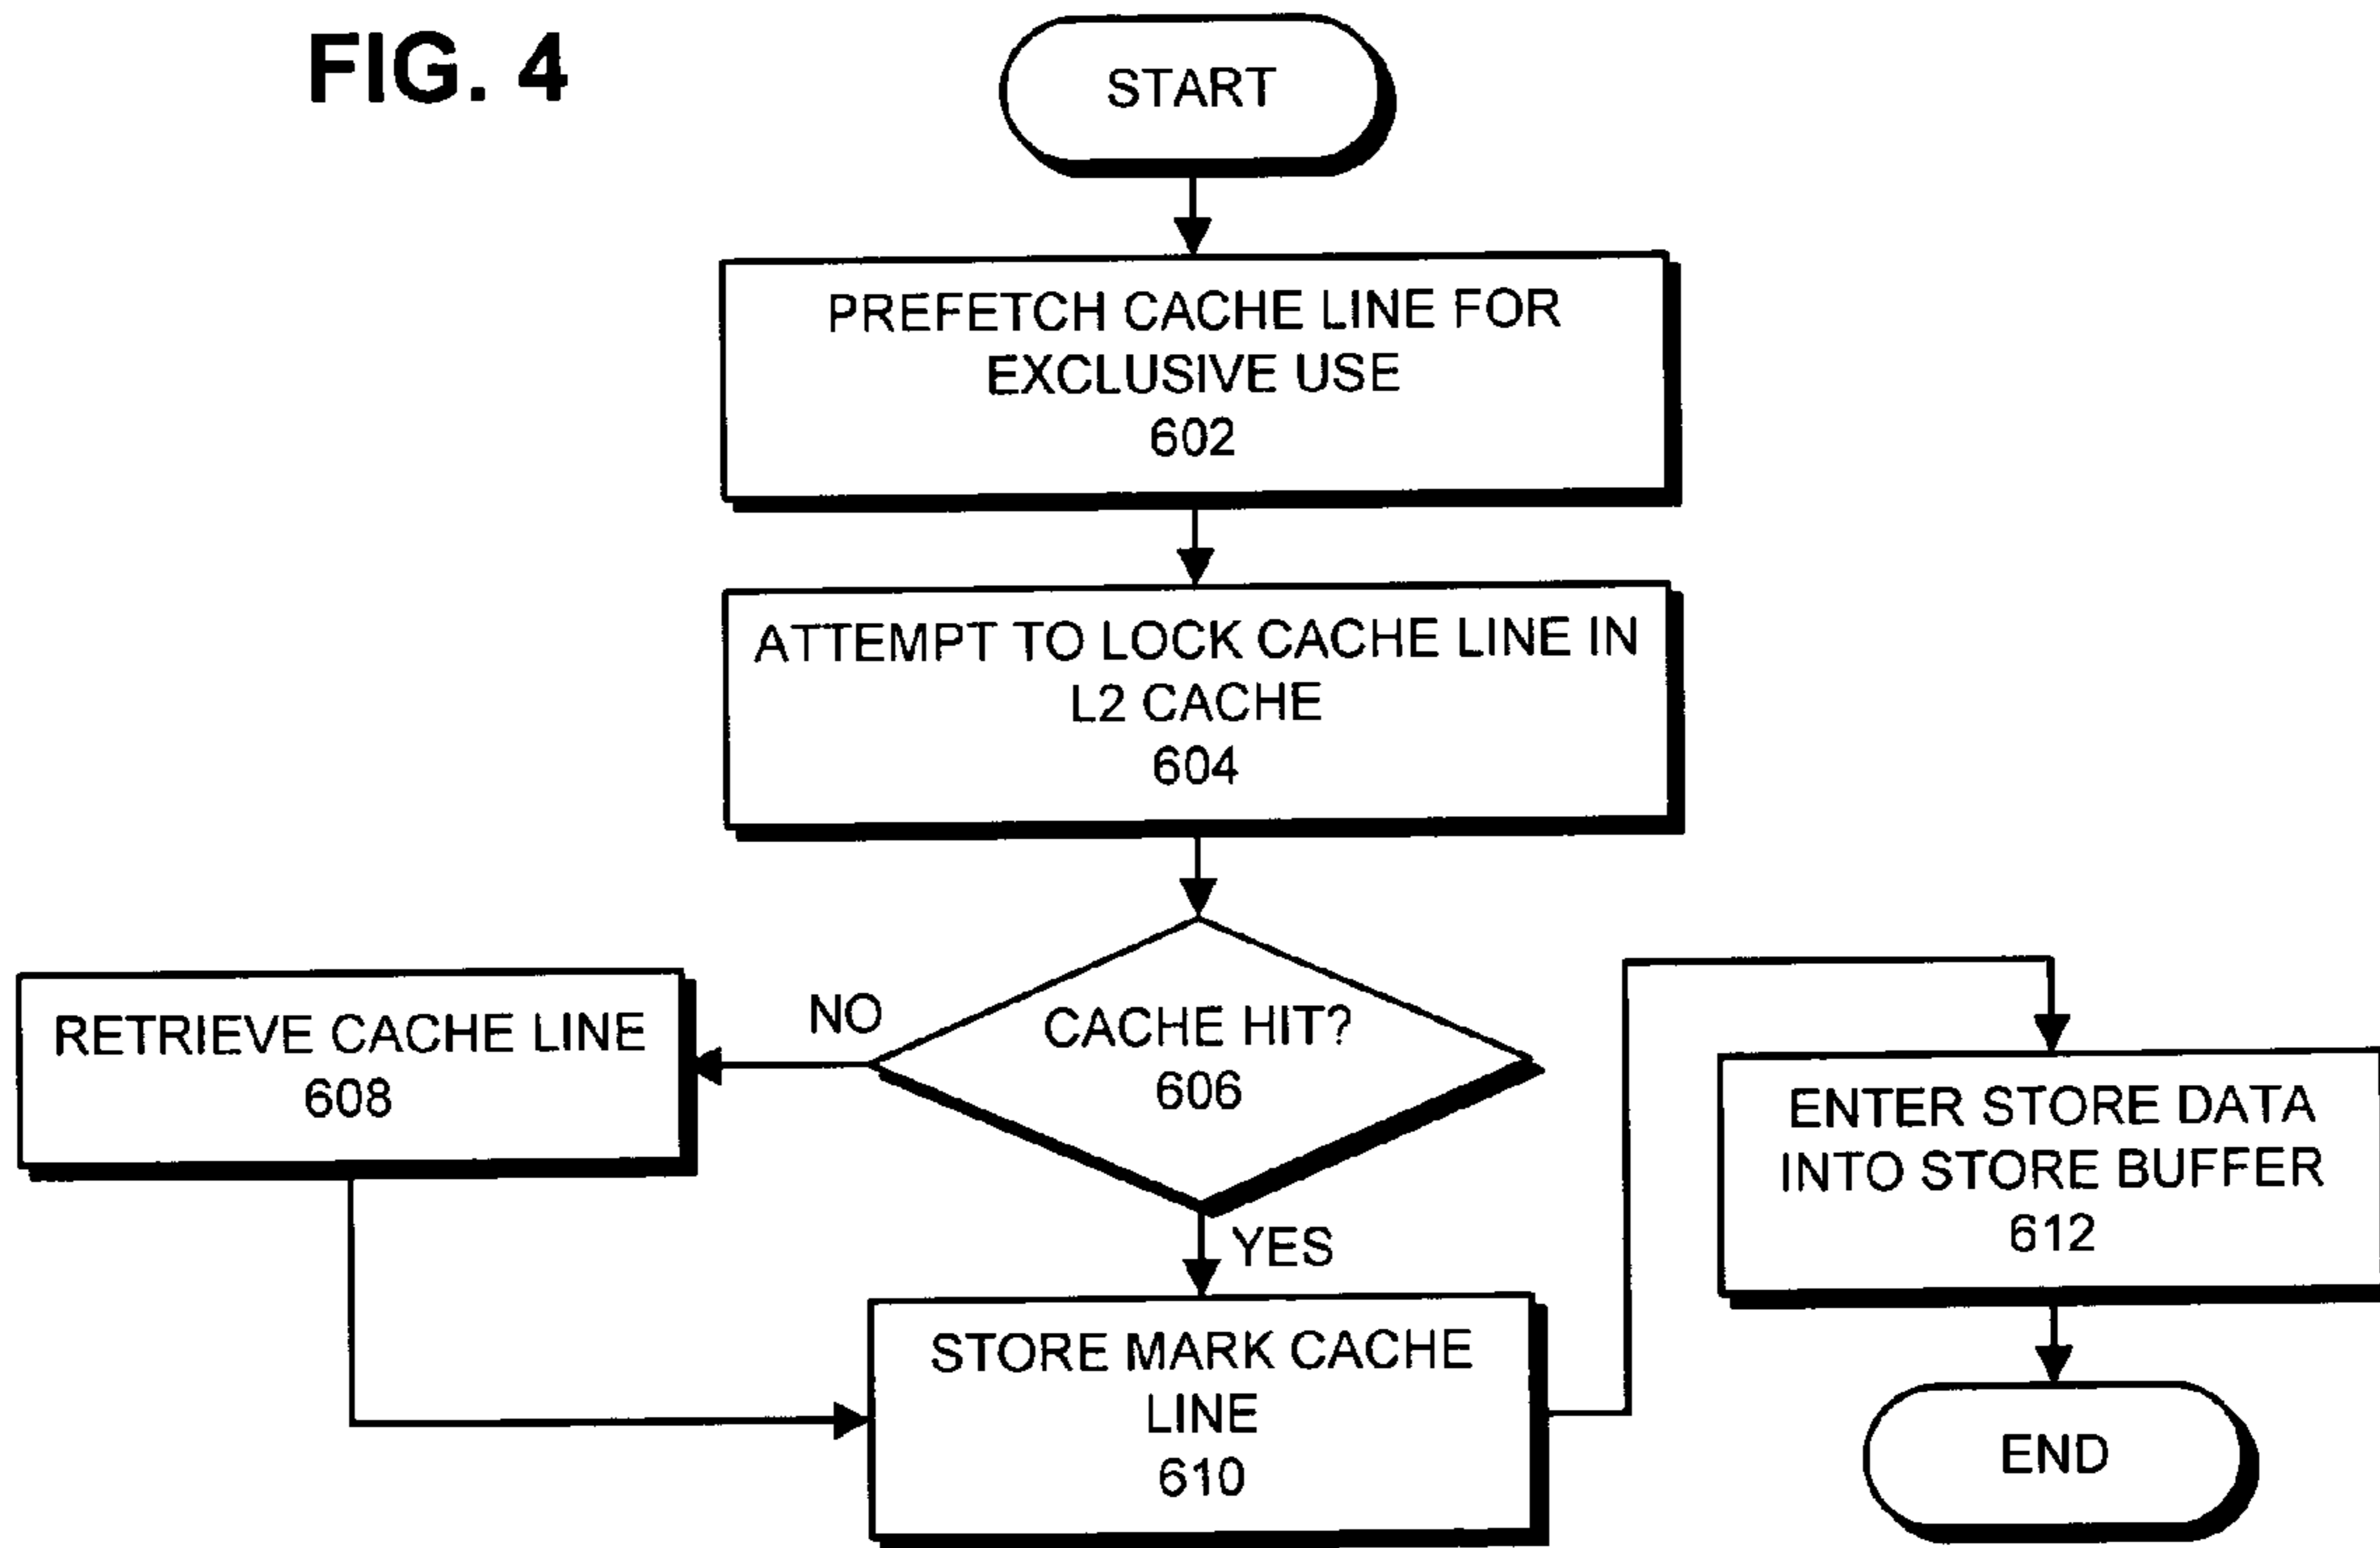 FIG. 4
START
PREFETCH CACHE LINE FOR
EXCLUSIVE USE
602
ATTEMPT TO LOCK CACHE LINE IN
L2 CACHE
604
CACHE HIT?
606
NO
RETRIEVE CACHE LINE
608
YES
STORE MARK CACHE
LINE
610
ENTER STORE DATA
INTO STORE BUFFER
612
END